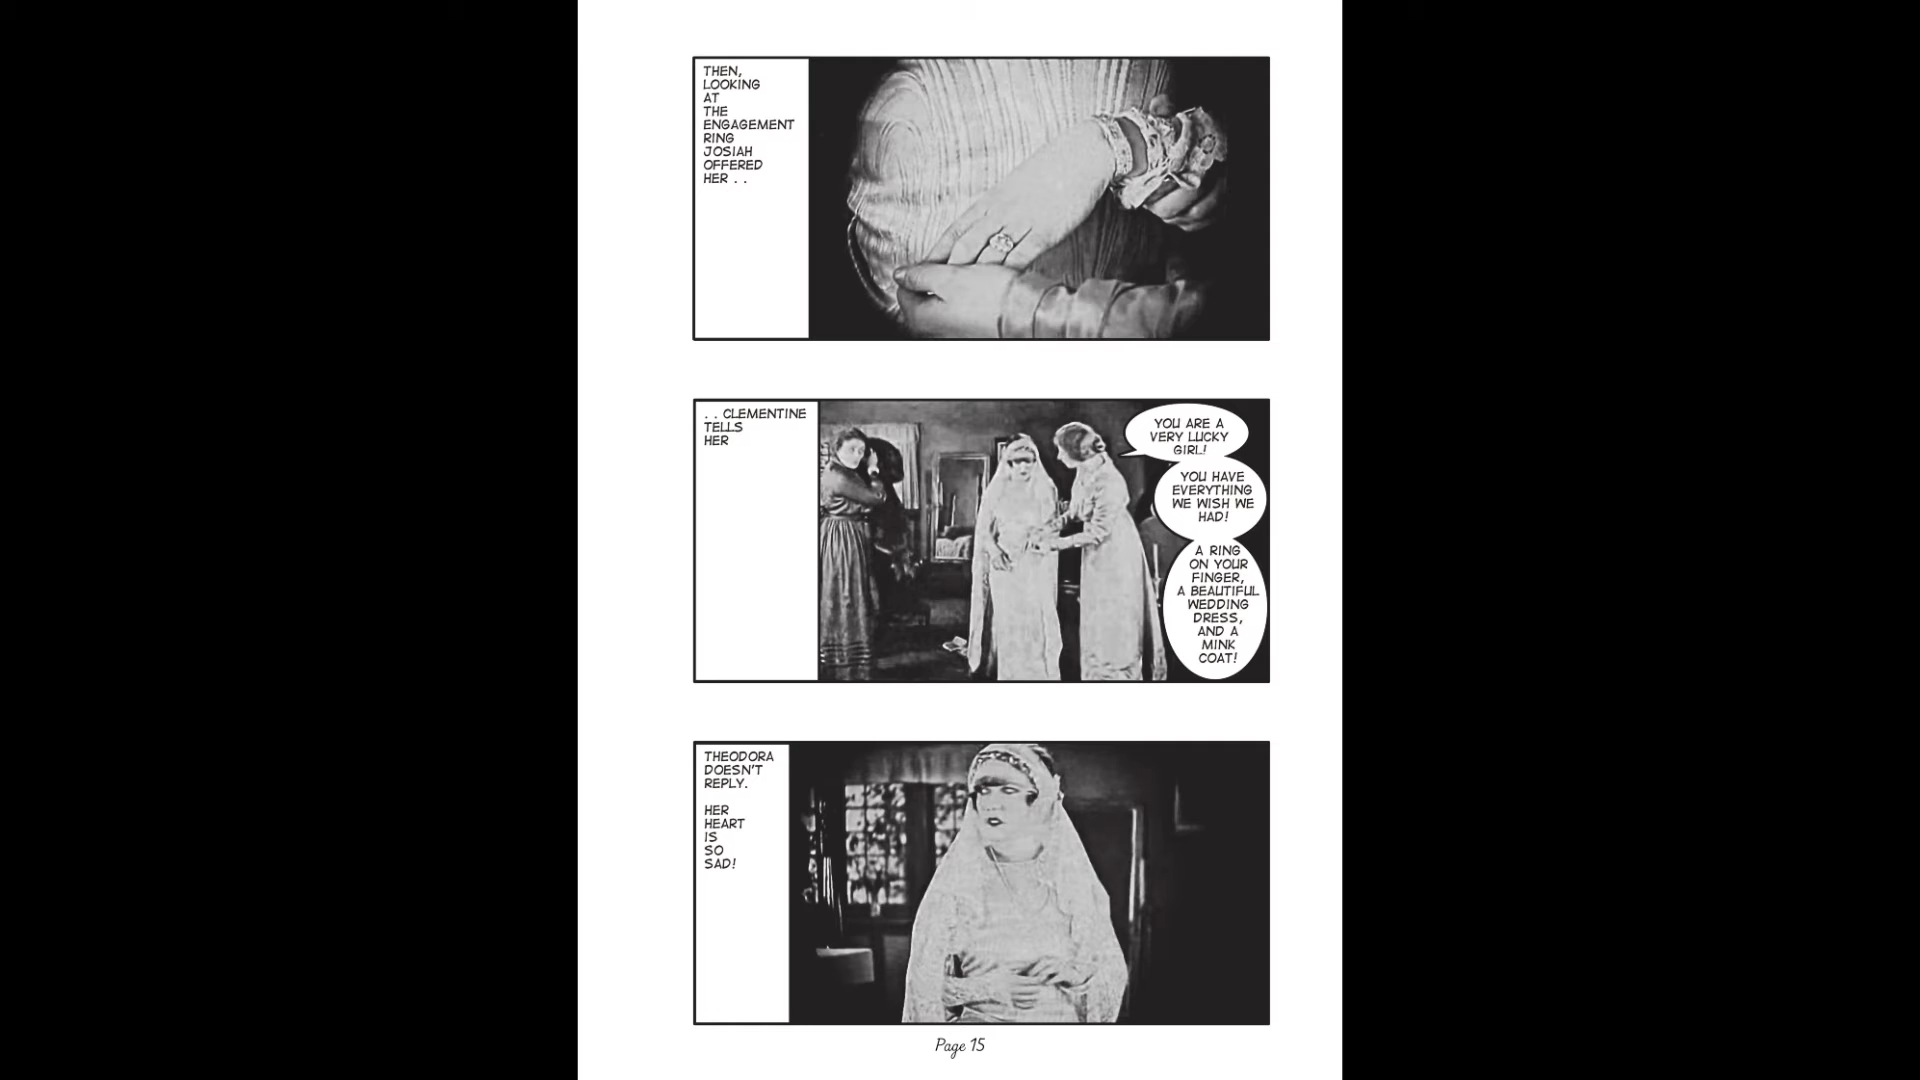 THEN,
LOOKING
AT
THE
ENGAGEMENT
RING
JOSIAH
OFFERED
HER . .
. . CLEMENTINE
TELLS
HER
YOU ARE A
VERY LUCKY
GIRL!
YOU HAVE
EVERYTHING
WE WISH WE
HAD!
A RING
ON YOUR
FINGER,
A BEAUTIFUL
WEDDING
DRESS,
AND A
MINK
COAT!
THEODORA
DOESN'T
REPLY.
HER
HEART
IS
SO
SAD!
Page 15